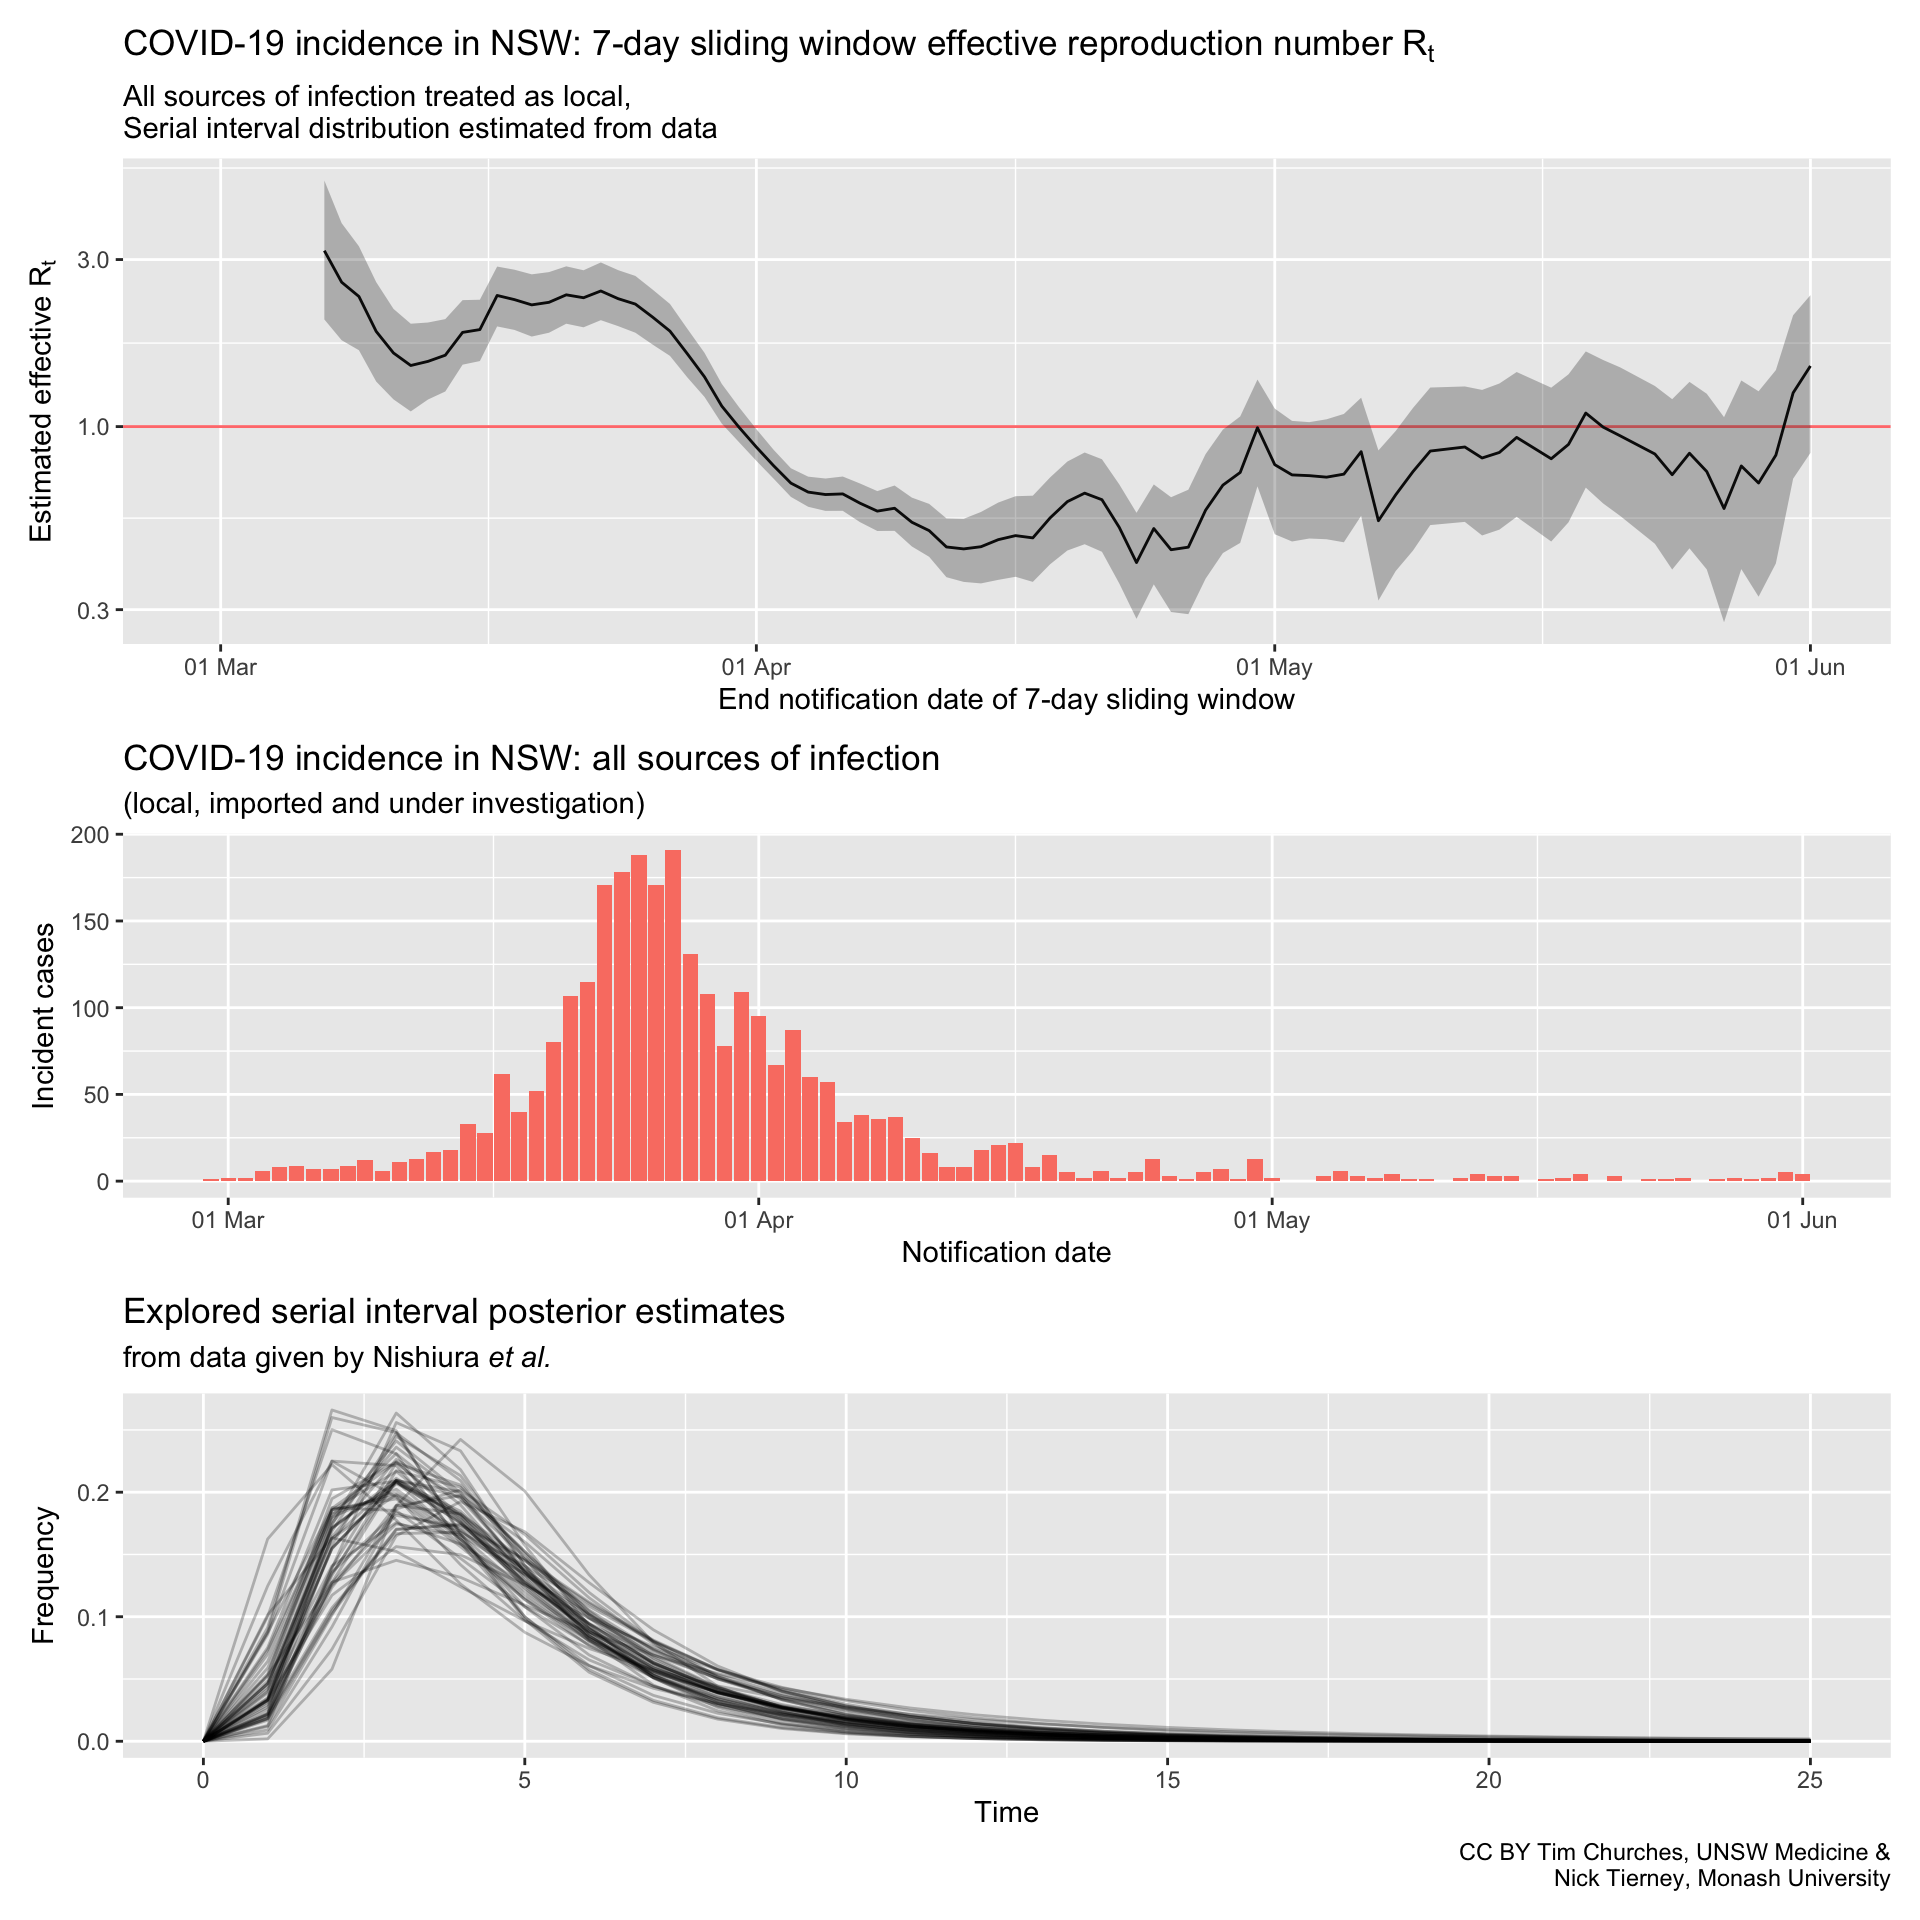 COVID-19 incidence in NSW: 7-day sliding window effective reproduction number Rt
All sources of infection treated as local,
Serial interval distribution estimated from data
Estimated effective Rt
3.0
1.0
0.3
01 Mar 01 Apr 01 May 01 Jun
End notification date of 7-day sliding window
COVID-19 incidence in NSW: all sources of infection
(local, imported and under investigation)
Incident cases
200
150
100
50
0
01 Mar 01 Apr 01 May 01 Jun
Notification date
Explored serial interval posterior estimates
from data given by Nishiura et al.
Frequency
0.2
0.1
0.0
0 5 10 15 20 25
Time
CC BY Tim Churches, UNSW Medicine &
Nick Tierney, Monash University